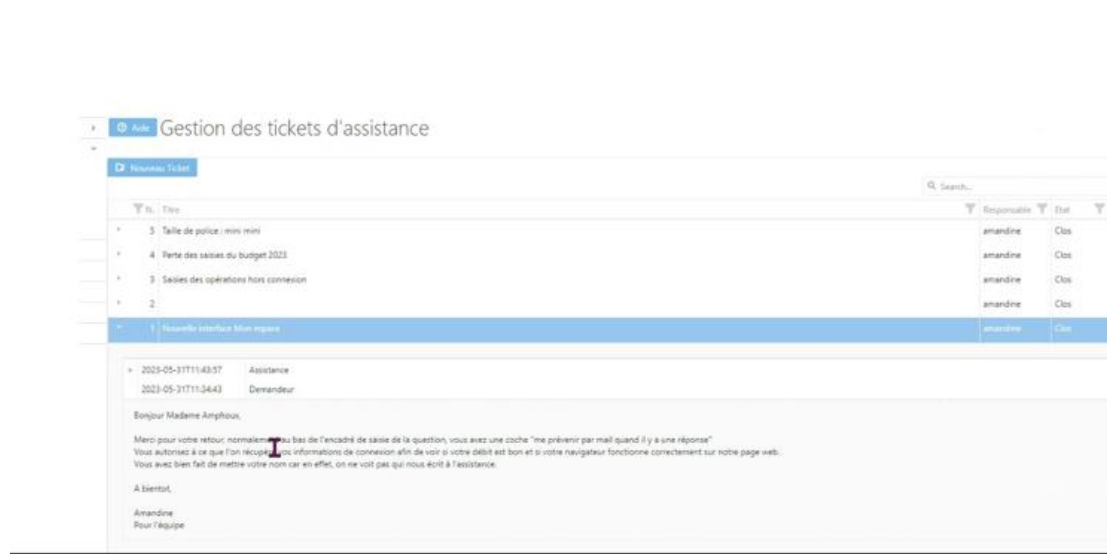 Aide Gestion des tickets d'assistance
Nouveau Ticket
Search...
N. Titre Responsable Etat
5 Taille de police : mini mini amandine Clos
4 Perte des saisies du budget 2023 amandine Clos
3 Saisies des opérations hors connexion amandine Clos
2 amandine Clos
1 Nouvelle interface Mon espace amandine Clos
2023-05-31T11:43:57 Assistance
2023-05-31T11:34:43 Demandeur
Bonjour Madame Amphoux,
Merci pour votre retour, normalement au bas de l'encadré de saisie de la question, vous avez une coche "me prévenir par mail quand il y a une réponse"
Vous autorisez à ce que l'on récupère vos informations de connexion afin de voir si votre débit est bon et si votre navigateur fonctionne correctement sur notre page web.
Vous avez bien fait de mettre votre nom car en effet, on ne voit pas qui nous écrit à l'assistance.
A bientot,
Amandine
Pour l'équipe